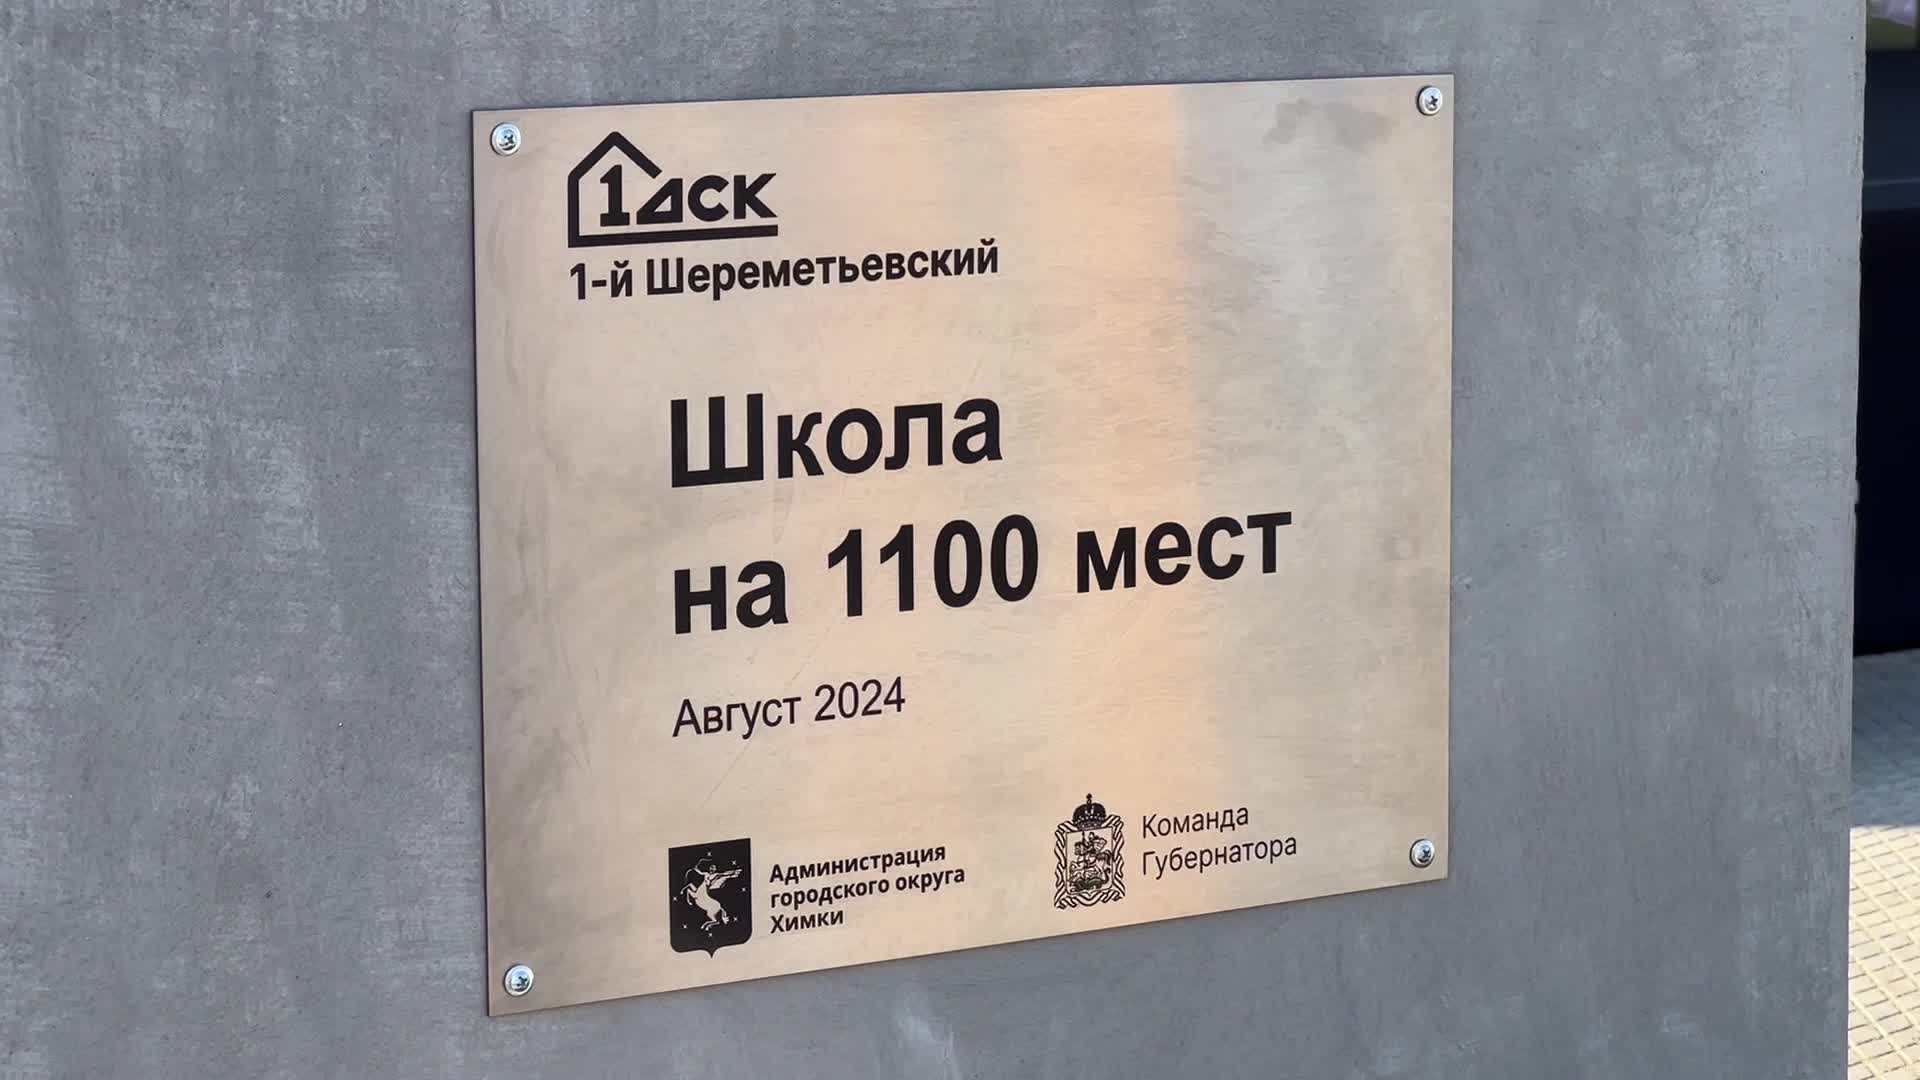 1ДСК
1-й Шереметьевский
Школа
на 1100 мест
Август 2024
Администрация
городского округа
Химки
Команда
Губернатора